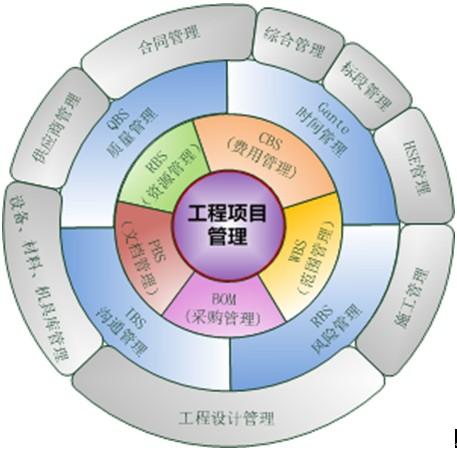 合同管理
综合管理
标段管理
HSE管理
施工管理
工程设计管理
设备、材料、机具库管理
供应商管理
QBS
质量管理
Gante
时间管理
RBS
风险管理
IBS
沟通管理
RBS
(资源管理)
CBS
(费用管理)
WBS
(范围管理)
BOM
(采购管理)
PBS
(文档管理)
工程项目
管理
!